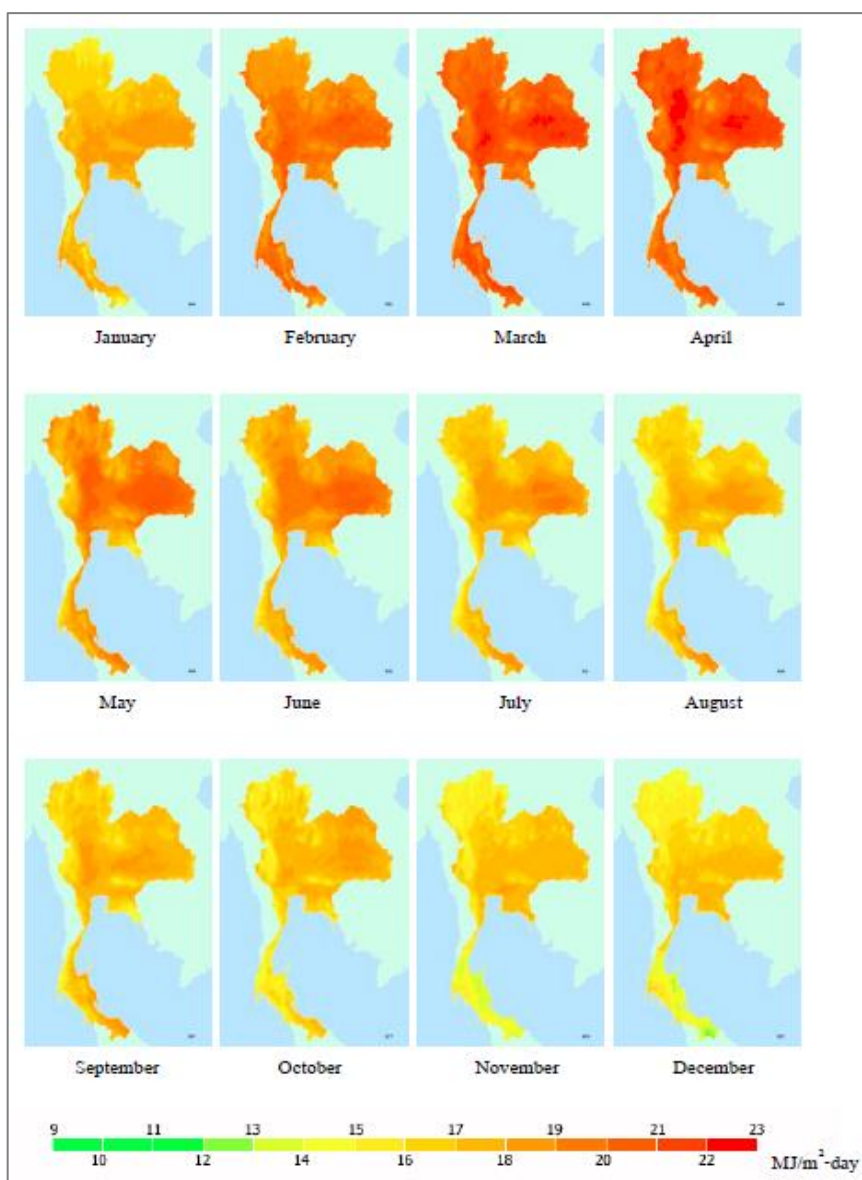 January February March April
May June July August
September October November December
9 11 13 15 17 19 21 23
10 12 14 16 18 20 22 MJ/m²-day